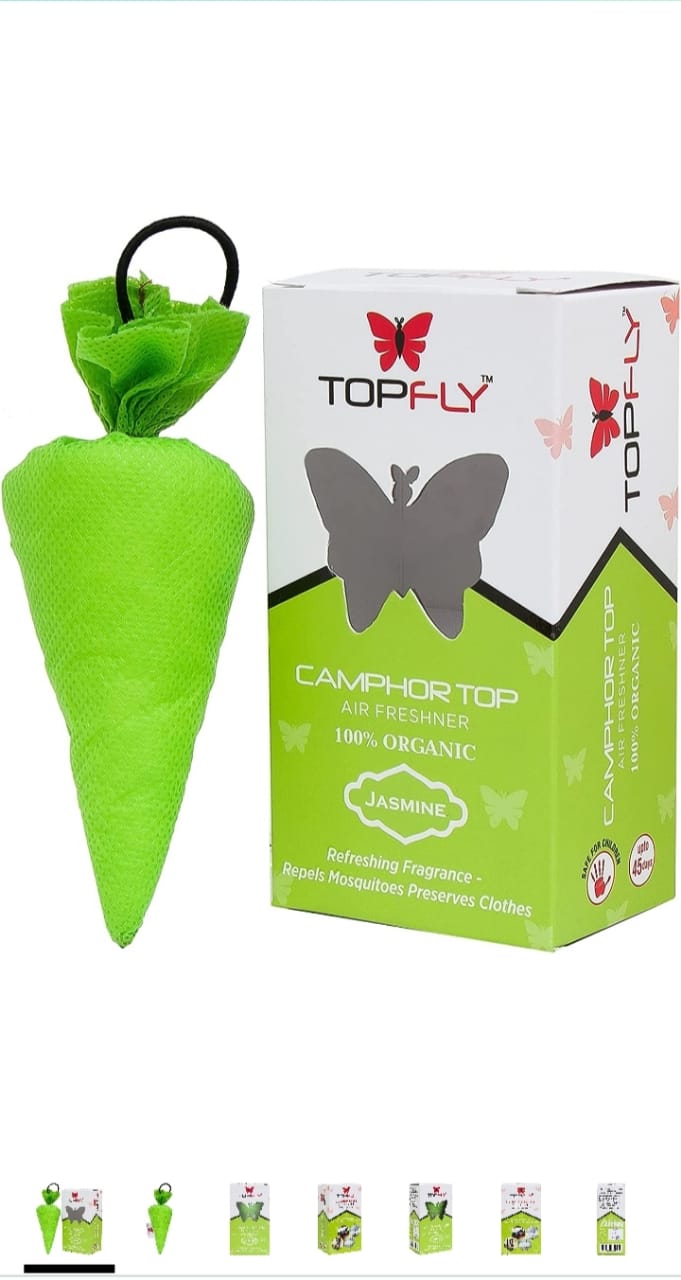 TOPFLY™
CAMPHOR TOP
AIR FRESHNER
100% ORGANIC
JASMINE
Refreshing Fragrance -
Repels Mosquitoes Preserves Clothes
TOPFLY™
CAMPHOR TOP
AIR FRESHNER
100% ORGANIC
SAFE FOR CHILDREN
upto
45days
TOPFLY